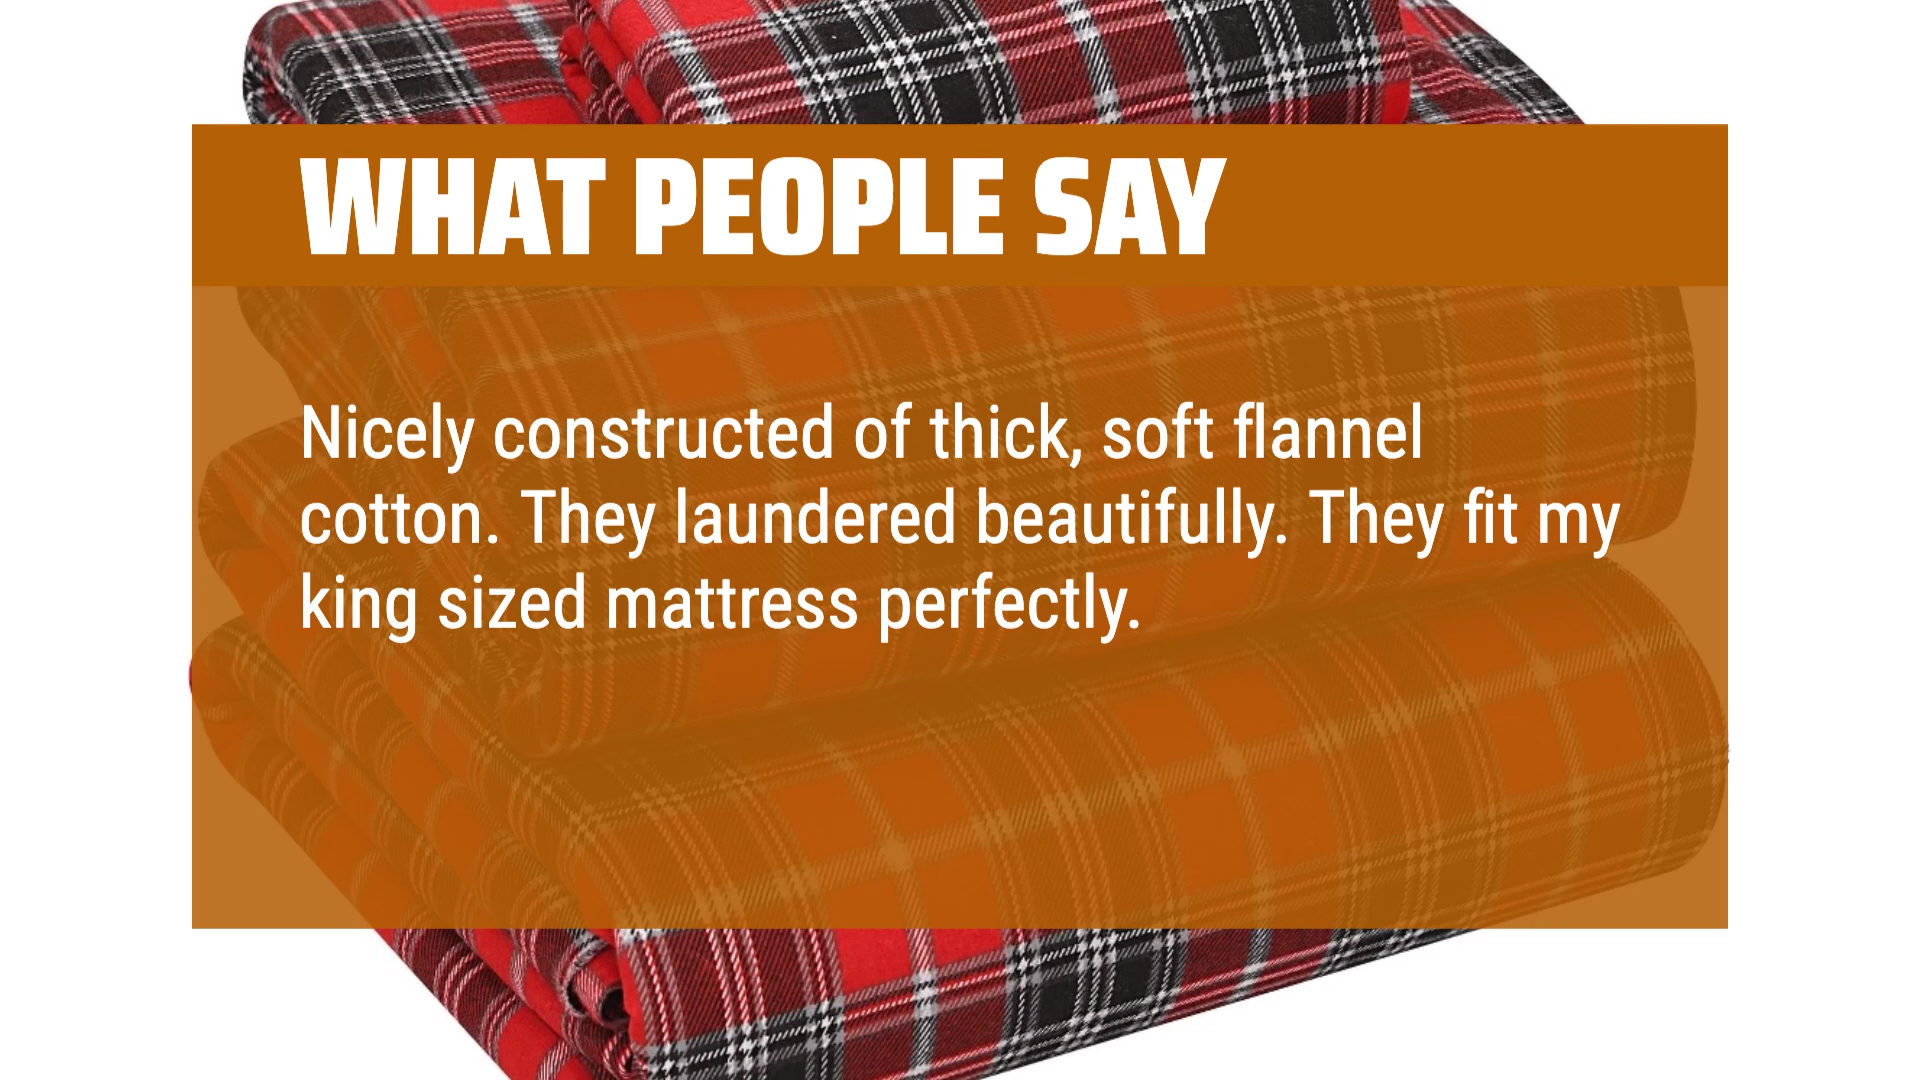 WHAT PEOPLE SAY
Nicely constructed of thick, soft flannel
cotton. They laundered beautifully. They fit my
king sized mattress perfectly.